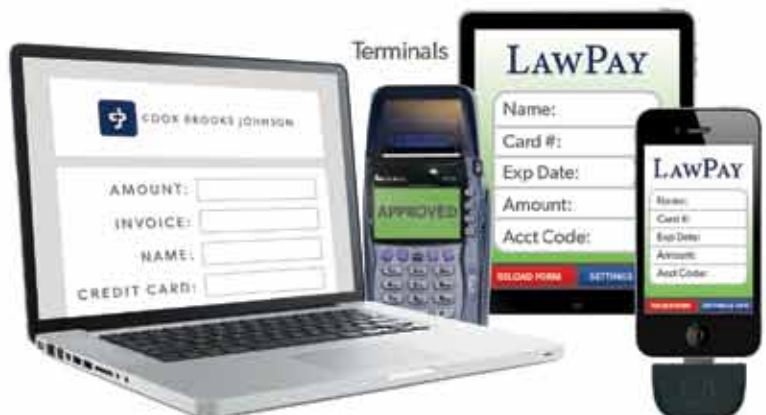 Terminals
COOK BROOKS JOHNSON
AMOUNT:
INVOICE:
NAME:
CREDIT CARD:
APPROVED
LAWPAY
Name:
Card #:
Exp Date:
Amount:
Acct Code:
RELOAD FORM SETTINGS
LAWPAY
Name:
Card #:
Exp Date:
Amount:
Acct Code: